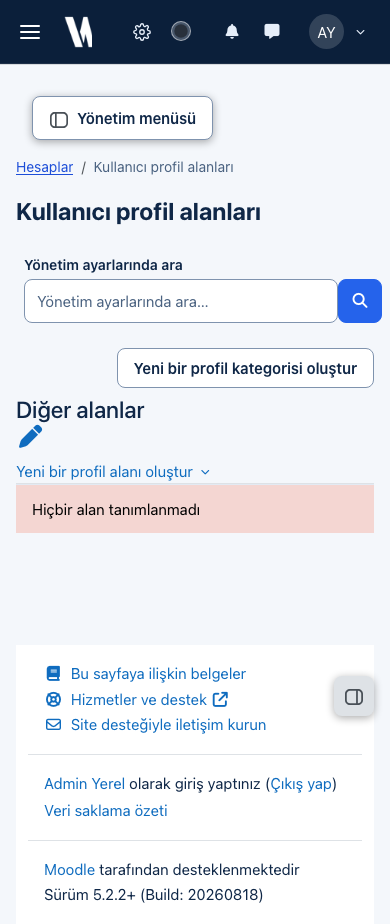 AY
Yönetim menüsü
Hesaplar / Kullanıcı profil alanları
Kullanıcı profil alanları
Yönetim ayarlarında ara
Yönetim ayarlarında ara...
Yeni bir profil kategorisi oluştur
Diğer alanlar
Yeni bir profil alanı oluştur
Hiçbir alan tanımlanmadı
Bu sayfaya ilişkin belgeler
Hizmetler ve destek
Site desteğiyle iletişim kurun
Admin Yerel olarak giriş yaptınız (Çıkış yap)
Veri saklama özeti
Moodle tarafından desteklenmektedir
Sürüm 5.2.2+ (Build: 20260818)